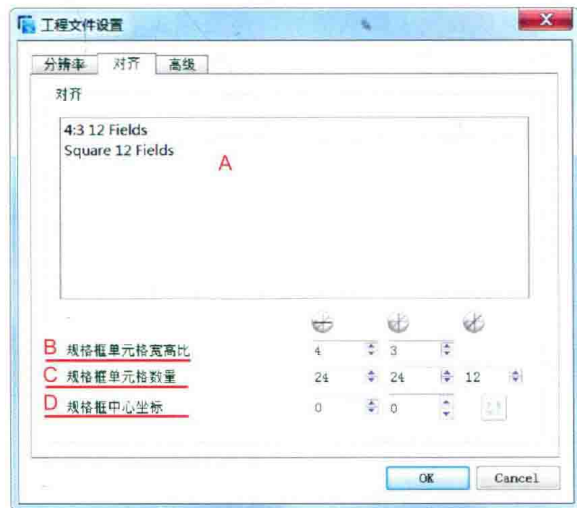 工程文件设置
分辨率 对齐 高级
对齐
4:3 12 Fields
Square 12 Fields
A
B 规格框单元格宽高比 4 3
C 规格框单元格数量 24 24 12
D 规格框中心坐标 0 0
OK Cancel